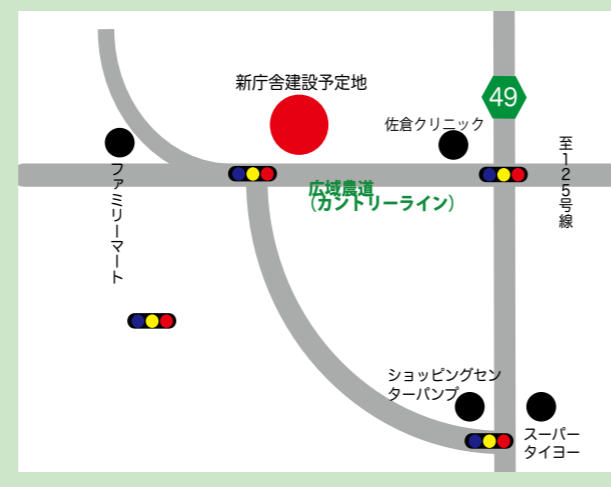 新庁舎建設予定地
49
佐倉クリニック
至125号線
ファミリーマート
広域農道
(カントリーライン)
ショッピングセン
ターパンプ
スーパー
タイヨー